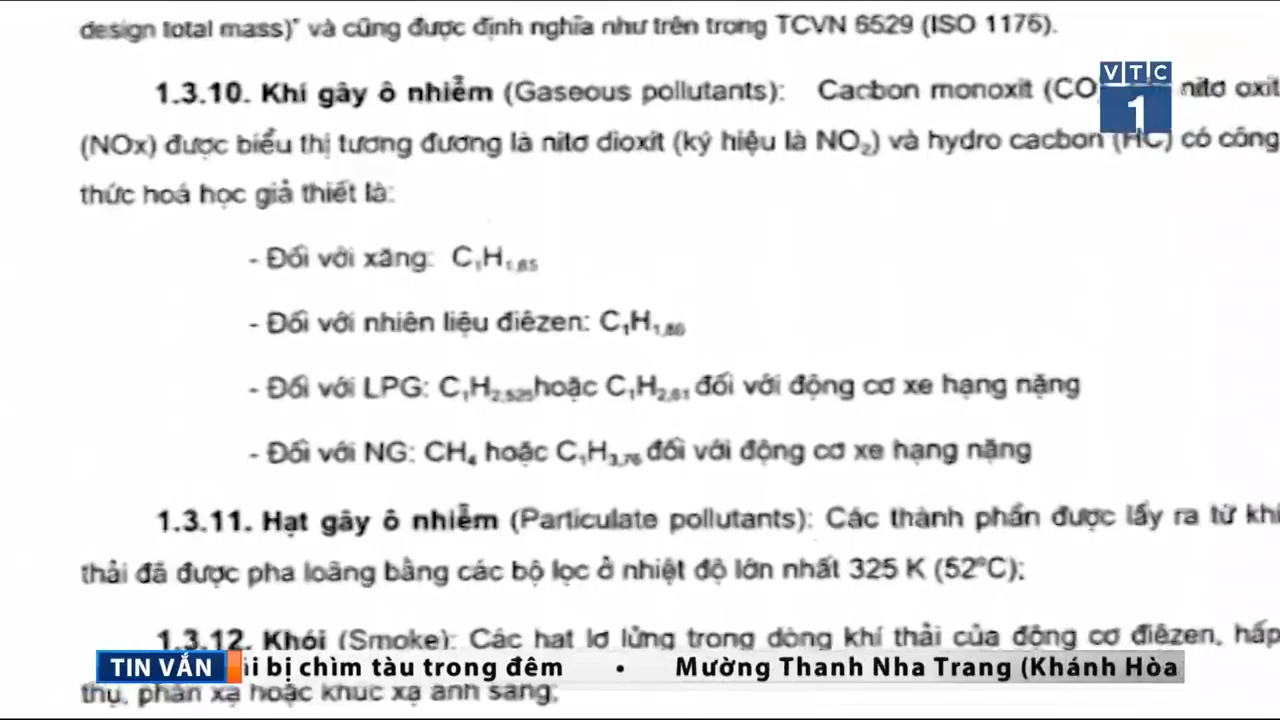 design total mass)" và cũng được định nghĩa như trên trong TCVN 6529 (ISO 1176).
1.3.10. Khí gây ô nhiễm (Gaseous pollutants): Cacbon monoxit (CO nitơ oxit
(NOx) được biểu thị tương đương là nitơ dioxit (ký hiệu là NO₂) và hydro cacbon (HC) có công
thức hoá học giả thiết là:
- Đối với xăng: C₁H₁,₈₅
- Đối với nhiên liệu điêzen: C₁H₁,₈₆
- Đối với LPG: C₁H₂,₅₂₅ hoặc C₁H₂,₆₁ đối với động cơ xe hạng nặng
- Đối với NG: CH₄ hoặc C₁H₃,₇₆ đối với động cơ xe hạng nặng
1.3.11. Hạt gây ô nhiễm (Particulate pollutants): Các thành phần được lấy ra từ khí
thải đã được pha loãng bằng các bộ lọc ở nhiệt độ lớn nhất 325 K (52°C);
1.3.12. Khói (Smoke): Các hạt lơ lửng trong dòng khí thải của động cơ điêzen, hấp
thụ, phản xạ hoặc khúc xạ ánh sáng;
VTC
1
TIN VẮN
bị chìm tàu trong đêm • Mường Thanh Nha Trang (Khánh Hòa